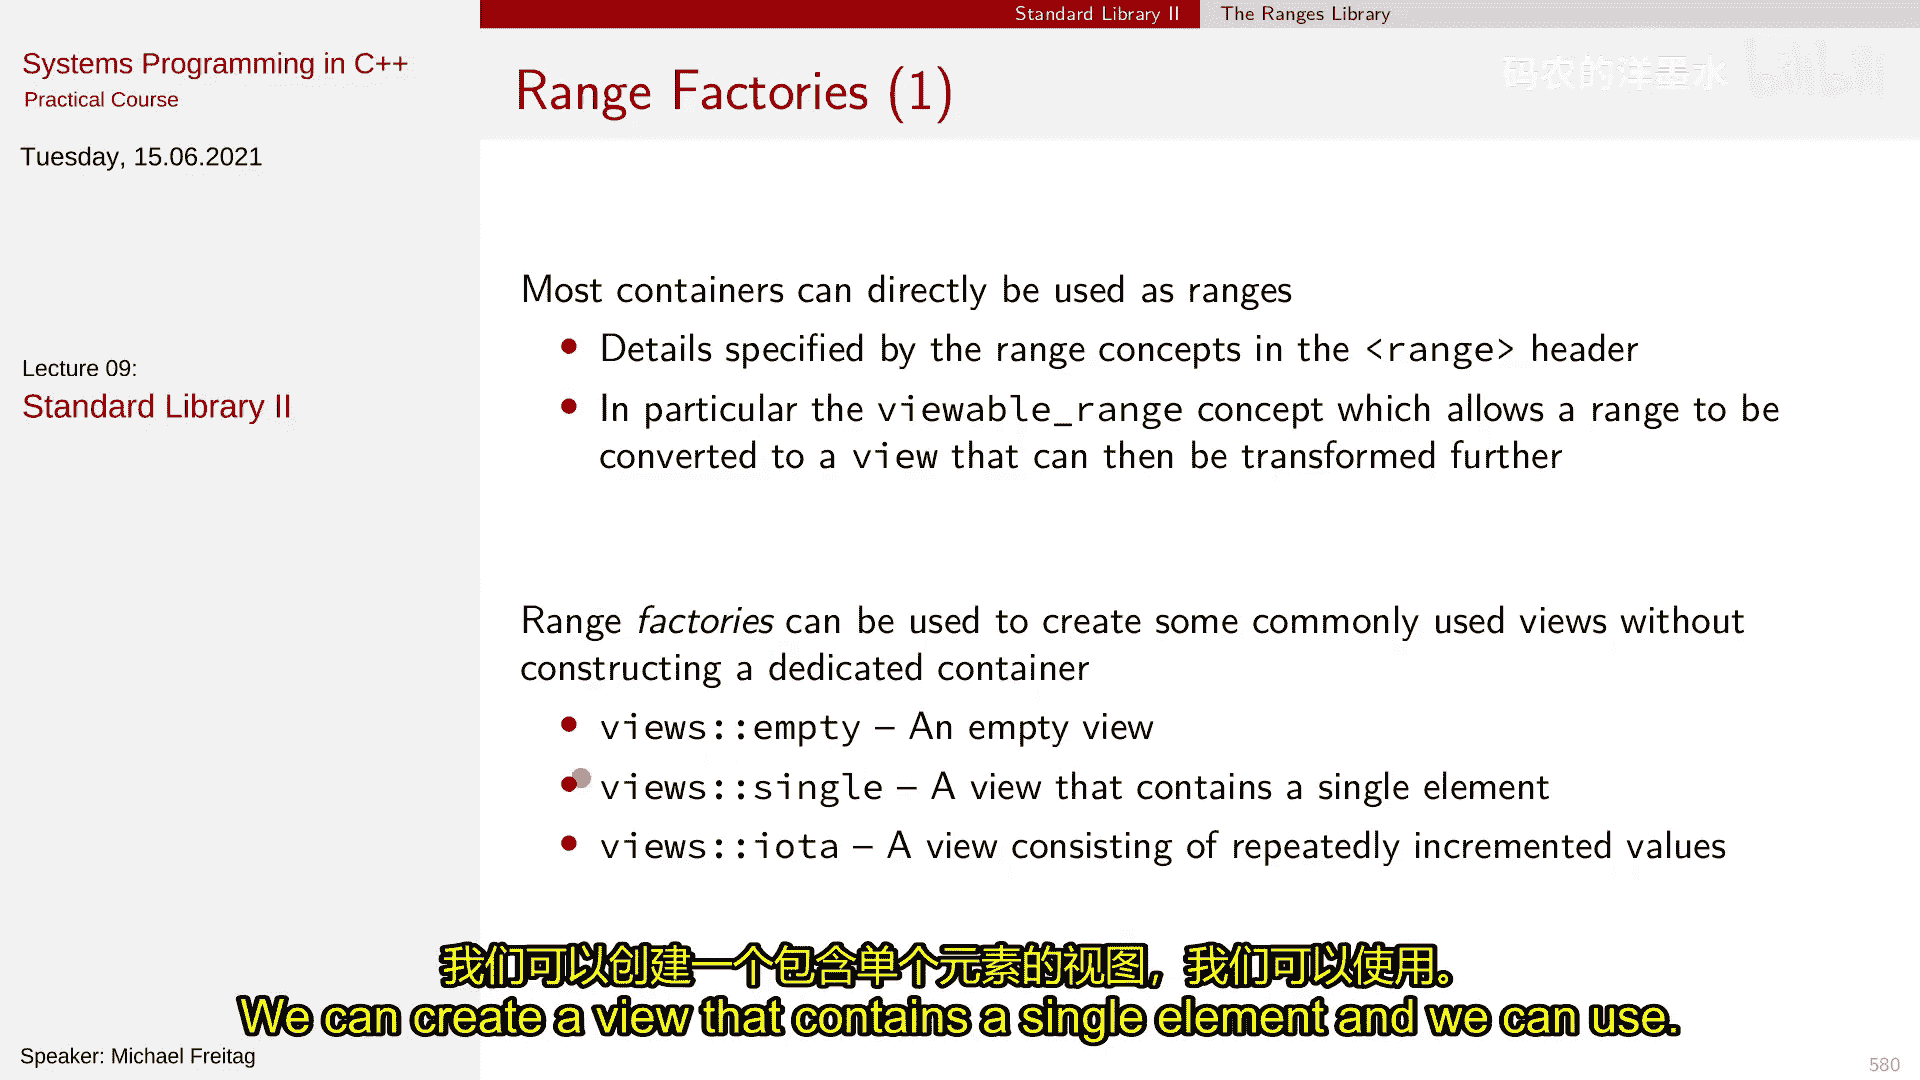 Standard Library II The Ranges Library
Systems Programming in C++
Practical Course
Tuesday, 15.06.2021
Lecture 09:
Standard Library II
Range Factories (1)
码农的洋墨水 bilibili
Most containers can directly be used as ranges
• Details specified by the range concepts in the <range> header
• In particular the viewable_range concept which allows a range to be
converted to a view that can then be transformed further
Range factories can be used to create some commonly used views without
constructing a dedicated container
• views::empty – An empty view
• views::single – A view that contains a single element
• views::iota – A view consisting of repeatedly incremented values
我们可以创建一个包含单个元素的视图，我们可以使用。
We can create a view that contains a single element and we can use.
Speaker: Michael Freitag
580